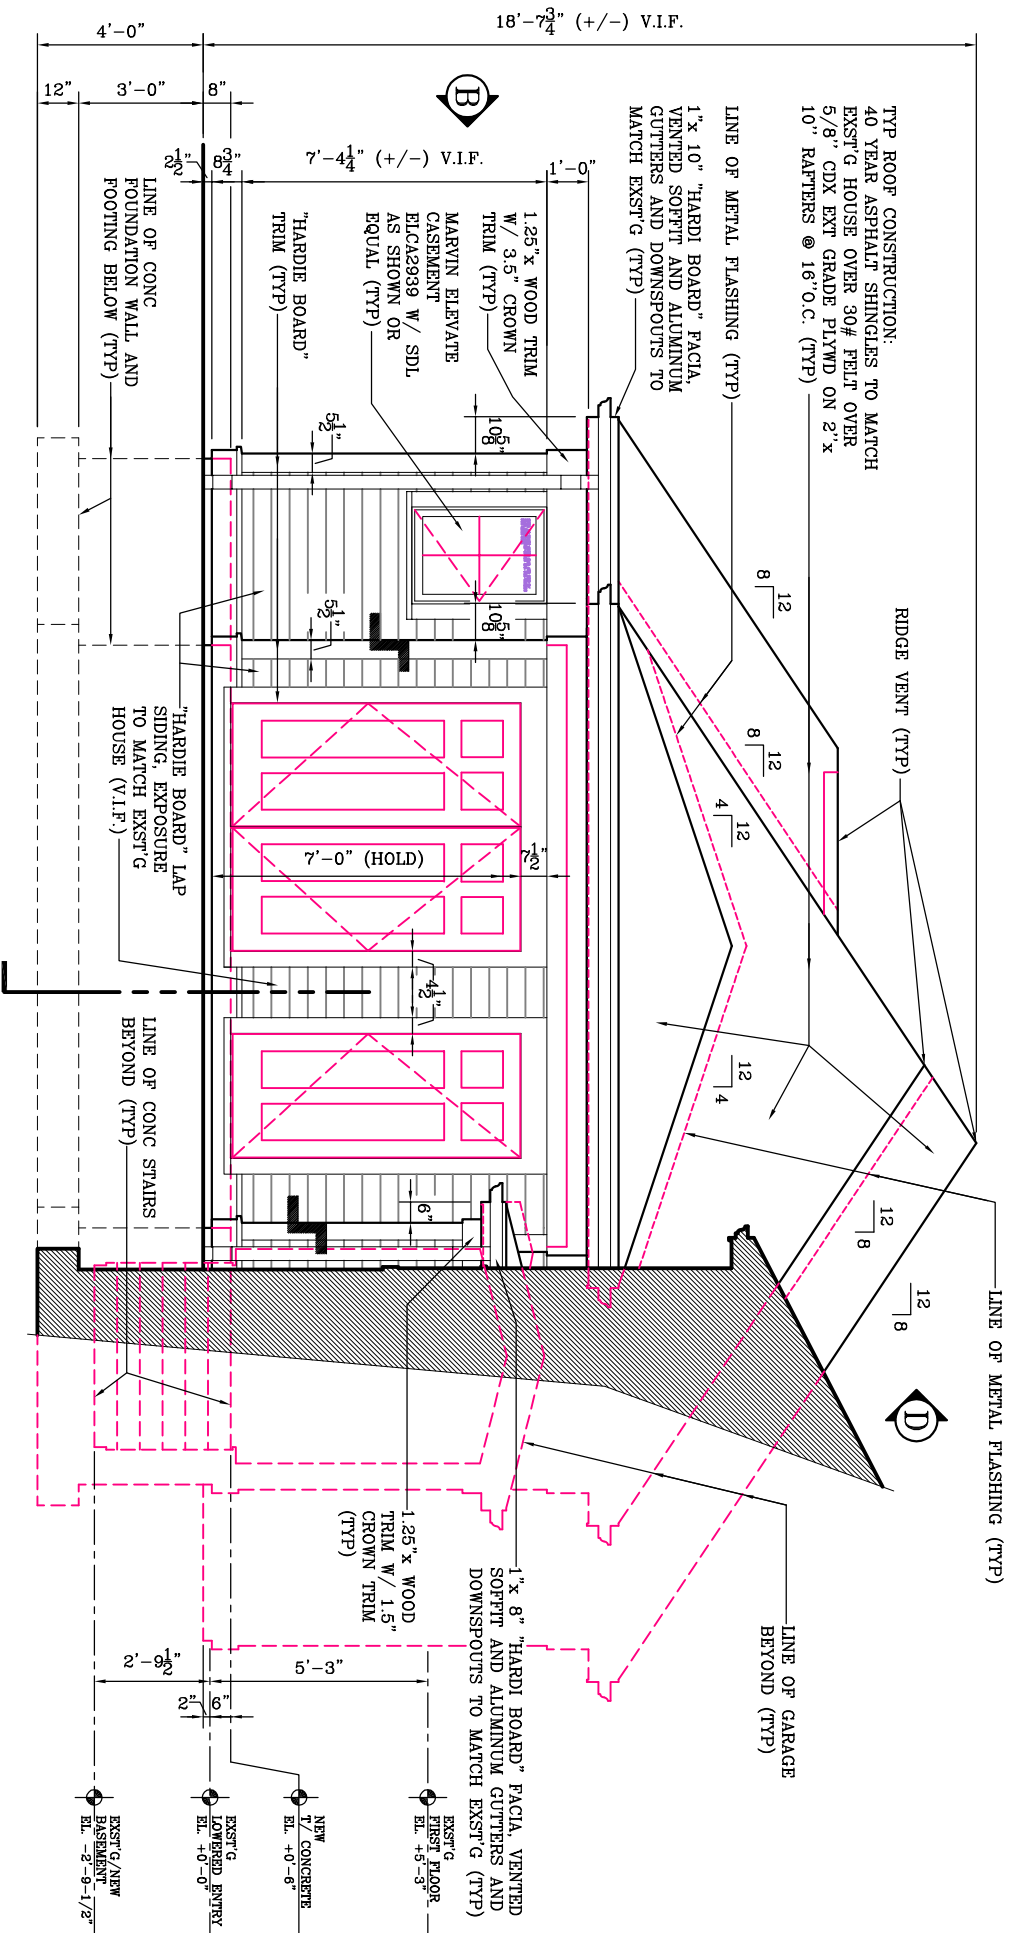 18'-7 3/4" (+/-) V.I.F.
4'-0"
12"
3'-0"
8"
2 1/2"
8 3/4"
7'-4 1/4" (+/-) V.I.F.
1'-0"
B
TYP ROOF CONSTRUCTION:
40 YEAR ASPHALT SHINGLES TO MATCH
EXST'G HOUSE OVER 30# FELT OVER
5/8" CDX EXT GRADE PLYWD ON 2"x
10" RAFTERS @ 16"O.C. (TYP)
LINE OF METAL FLASHING (TYP)
1"x 10" "HARDI BOARD" FACIA,
VENTED SOFFIT AND ALUMINUM
GUTTERS AND DOWNSPOUTS TO
MATCH EXST'G (TYP)
1.25"x WOOD TRIM
W/ 3.5" CROWN
TRIM (TYP)
MARVIN ELEVATE
CASEMENT
ELCA2939 W/ SDL
AS SHOWN OR
EQUAL (TYP)
"HARDIE BOARD"
TRIM (TYP)
LINE OF CONC
FOUNDATION WALL AND
FOOTING BELOW (TYP)
RIDGE VENT (TYP)
12
8
12
8
12
4
12
4
12
8
12
8
10 5/8"
5 1/2"
10 5/8"
5 1/2"
7'-0" (HOLD)
7 1/2"
4 1/2"
6"
"HARDIE BOARD" LAP
SIDING, EXPOSURE
TO MATCH EXST'G
HOUSE (V.I.F.)
LINE OF CONC STAIRS
BEYOND (TYP)
LINE OF METAL FLASHING (TYP)
D
LINE OF GARAGE
BEYOND (TYP)
1"x 8" "HARDI BOARD" FACIA, VENTED
SOFFIT AND ALUMINUM GUTTERS AND
DOWNSPOUTS TO MATCH EXST'G (TYP)
1.25"x WOOD
TRIM W/ 1.5"
CROWN TRIM
(TYP)
2'-9 1/2"
5'-3"
2"
6"
EXST'G
FIRST FLOOR
EL. +5'-3"
NEW
T/ CONCRETE
EL. +0'-6"
EXST'G
LOWERED ENTRY
EL. +0'-0"
EXST'G/NEW
BASEMENT
EL. -2'-9-1/2"